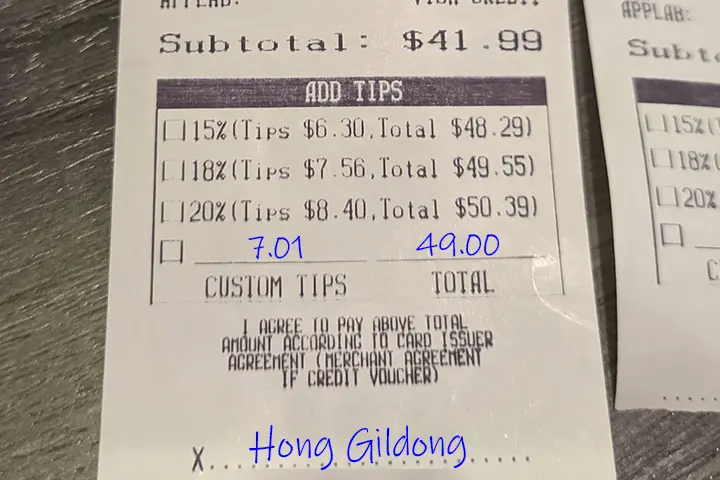 Subtotal: $41.99
ADD TIPS
15%(Tips $6.30,Total $48.29)
18%(Tips $7.56,Total $49.55)
20%(Tips $8.40,Total $50.39)
7.01 49.00
CUSTOM TIPS TOTAL
I AGREE TO PAY ABOVE TOTAL
AMOUNT ACCORDING TO CARD ISSUER
AGREEMENT (MERCHANT AGREEMENT
IF CREDIT VOUCHER)
X Hong Gildong
APPLAB:
15%
18%
20%